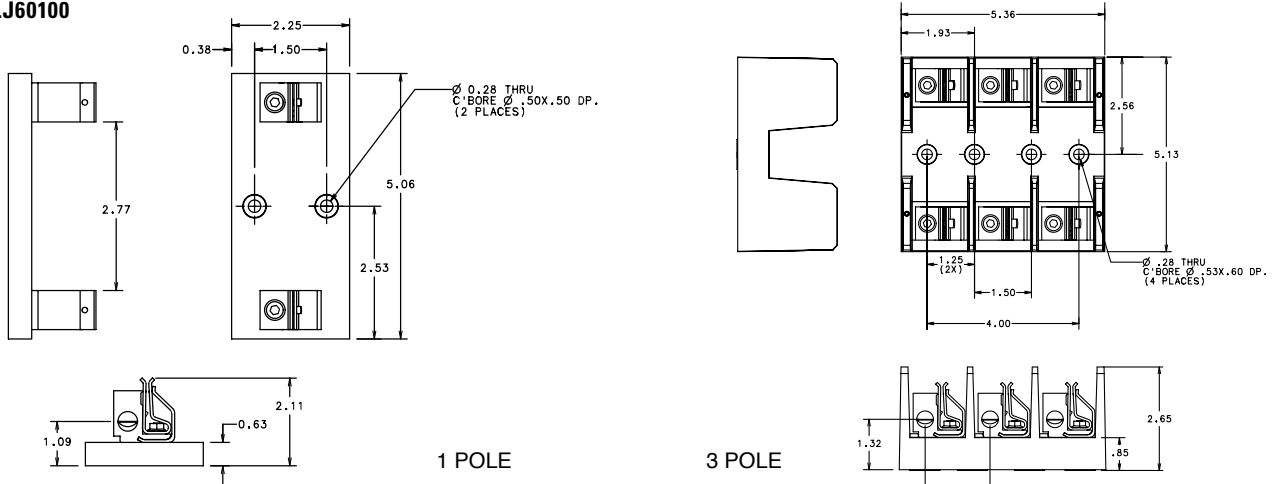 LJ60100
2.25
0.38
1.50
Ø 0.28 THRU
C'BORE Ø .50X.50 DP.
(2 PLACES)
2.77
5.06
2.53
1.09
0.63
2.11
1 POLE
5.36
1.93
2.56
5.13
1.25
(2X)
1.50
4.00
Ø .28 THRU
C'BORE Ø .53X.60 DP.
(4 PLACES)
1.32
.85
2.65
3 POLE